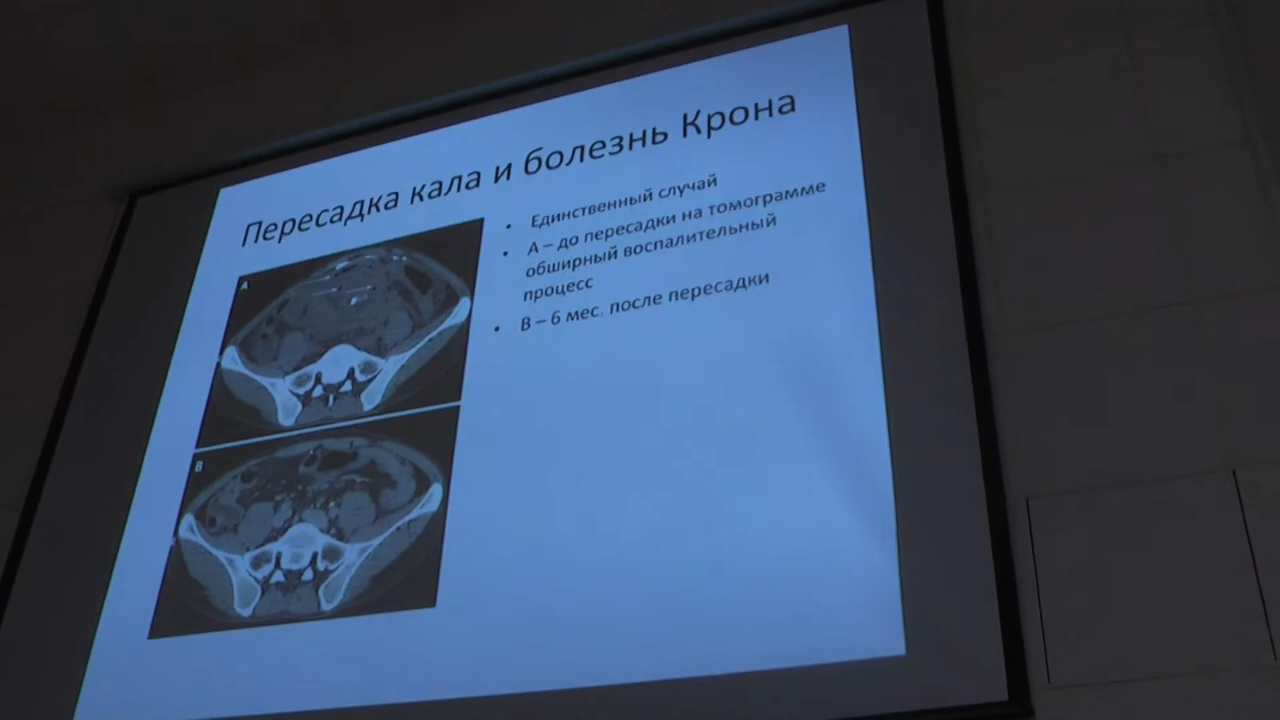 Пересадка кала и болезнь Крона
• Единственный случай
• А – до пересадки на томограмме
обширный воспалительный
процесс
• В – 6 мес. после пересадки
A
B